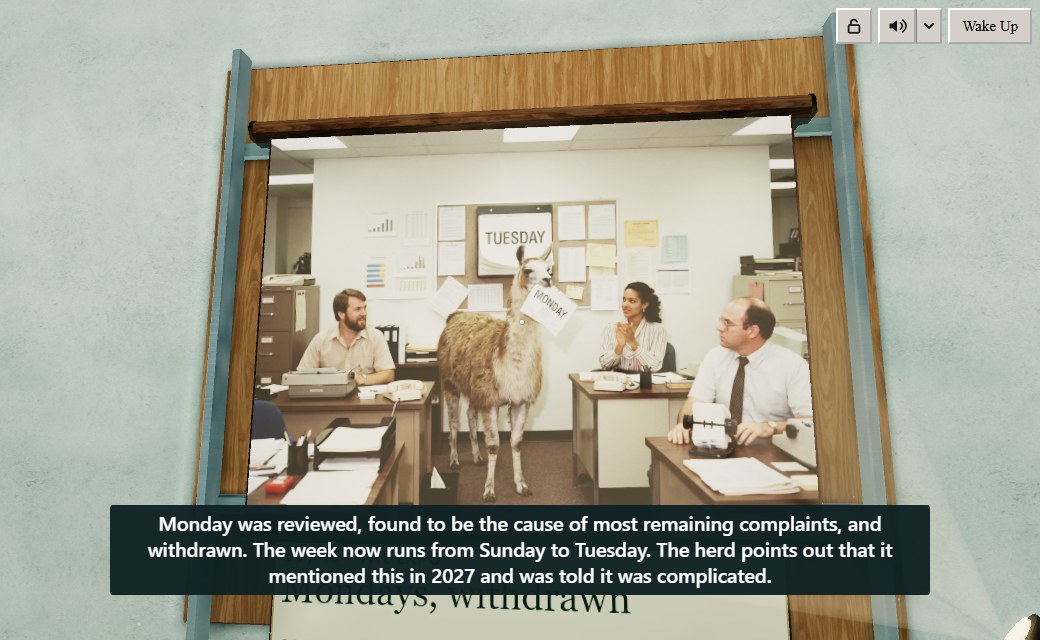 Wake Up
TUESDAY
MONDAY
Monday was reviewed, found to be the cause of most remaining complaints, and
withdrawn. The week now runs from Sunday to Tuesday. The herd points out that it
mentioned this in 2027 and was told it was complicated.
Mondays, withdrawn